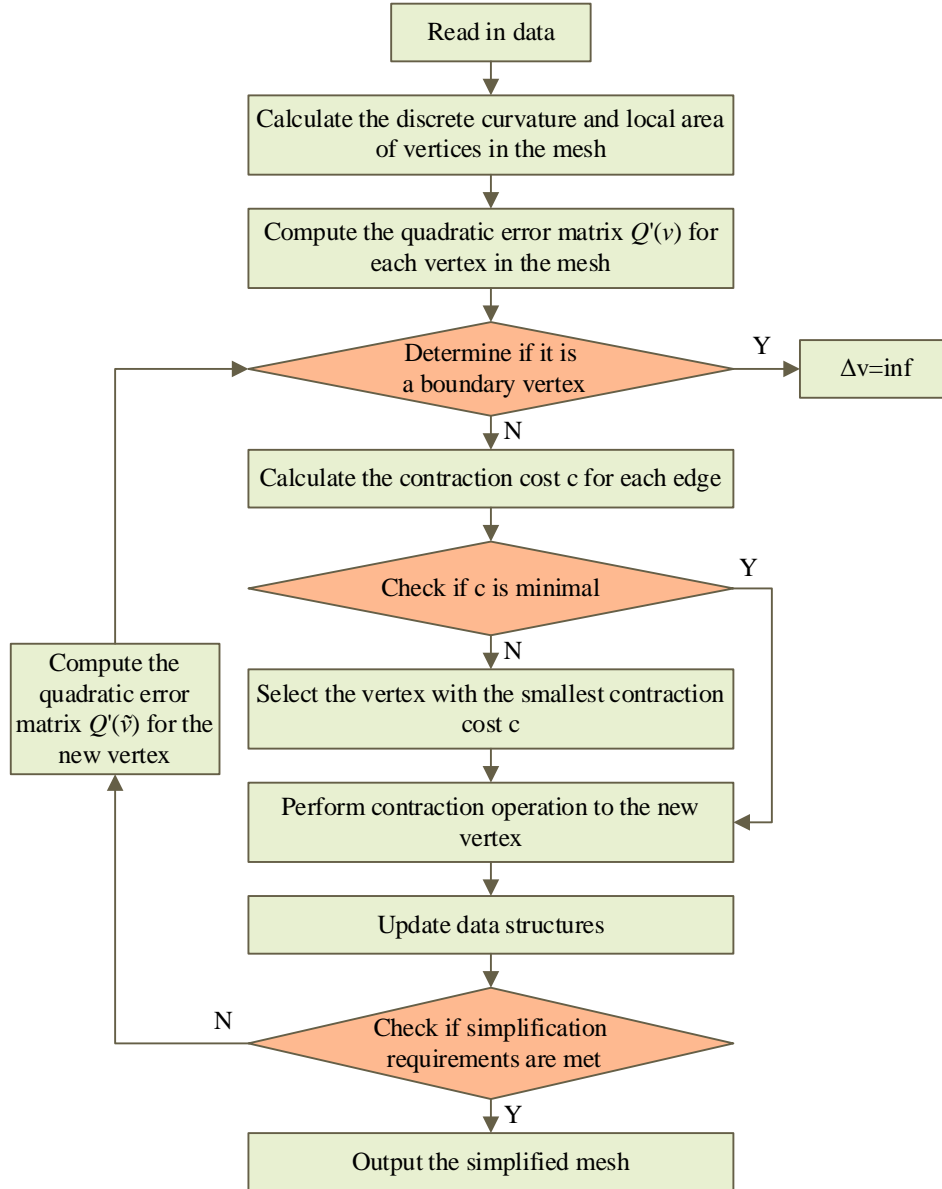 Read in data
Calculate the discrete curvature and local area
of vertices in the mesh
Compute the quadratic error matrix Q'(v) for
each vertex in the mesh
Determine if it is
a boundary vertex
Y
Δv=inf
N
Calculate the contraction cost c for each edge
Check if c is minimal
Y
N
Select the vertex with the smallest contraction
cost c
Perform contraction operation to the new
vertex
Update data structures
Check if simplification
requirements are met
N
Compute the
quadratic error
matrix Q'(ṽ) for the
new vertex
Y
Output the simplified mesh